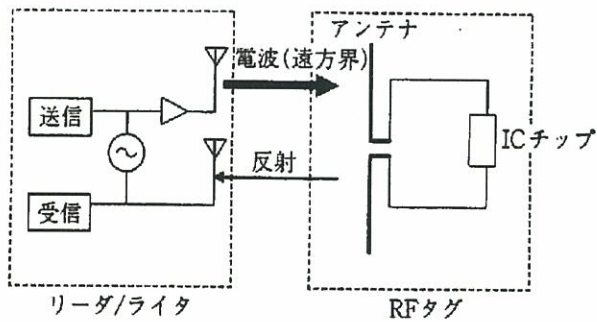 アンテナ
電波(遠方界)
送信
ICチップ
反射
受信
リーダ/ライタ
RFタグ